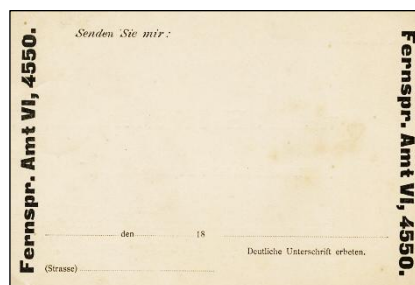 Senden Sie mir:
Fernspr. Amt VI, 4550.
Fernspr. Amt VI, 4550.
den 18
Deutliche Unterschrift erbeten.
(Strasse)